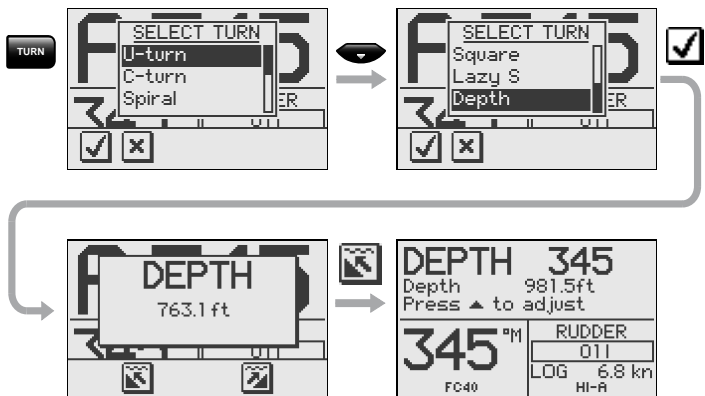 TURN
SELECT TURN
U-turn
C-turn
Spiral
SELECT TURN
Square
Lazy S
Depth
DEPTH
763.1 ft
DEPTH 345
Depth 981.5ft
Press ▲ to adjust
345 °M
FC40
RUDDER
01I
LOG 6.8 kn
HI-A